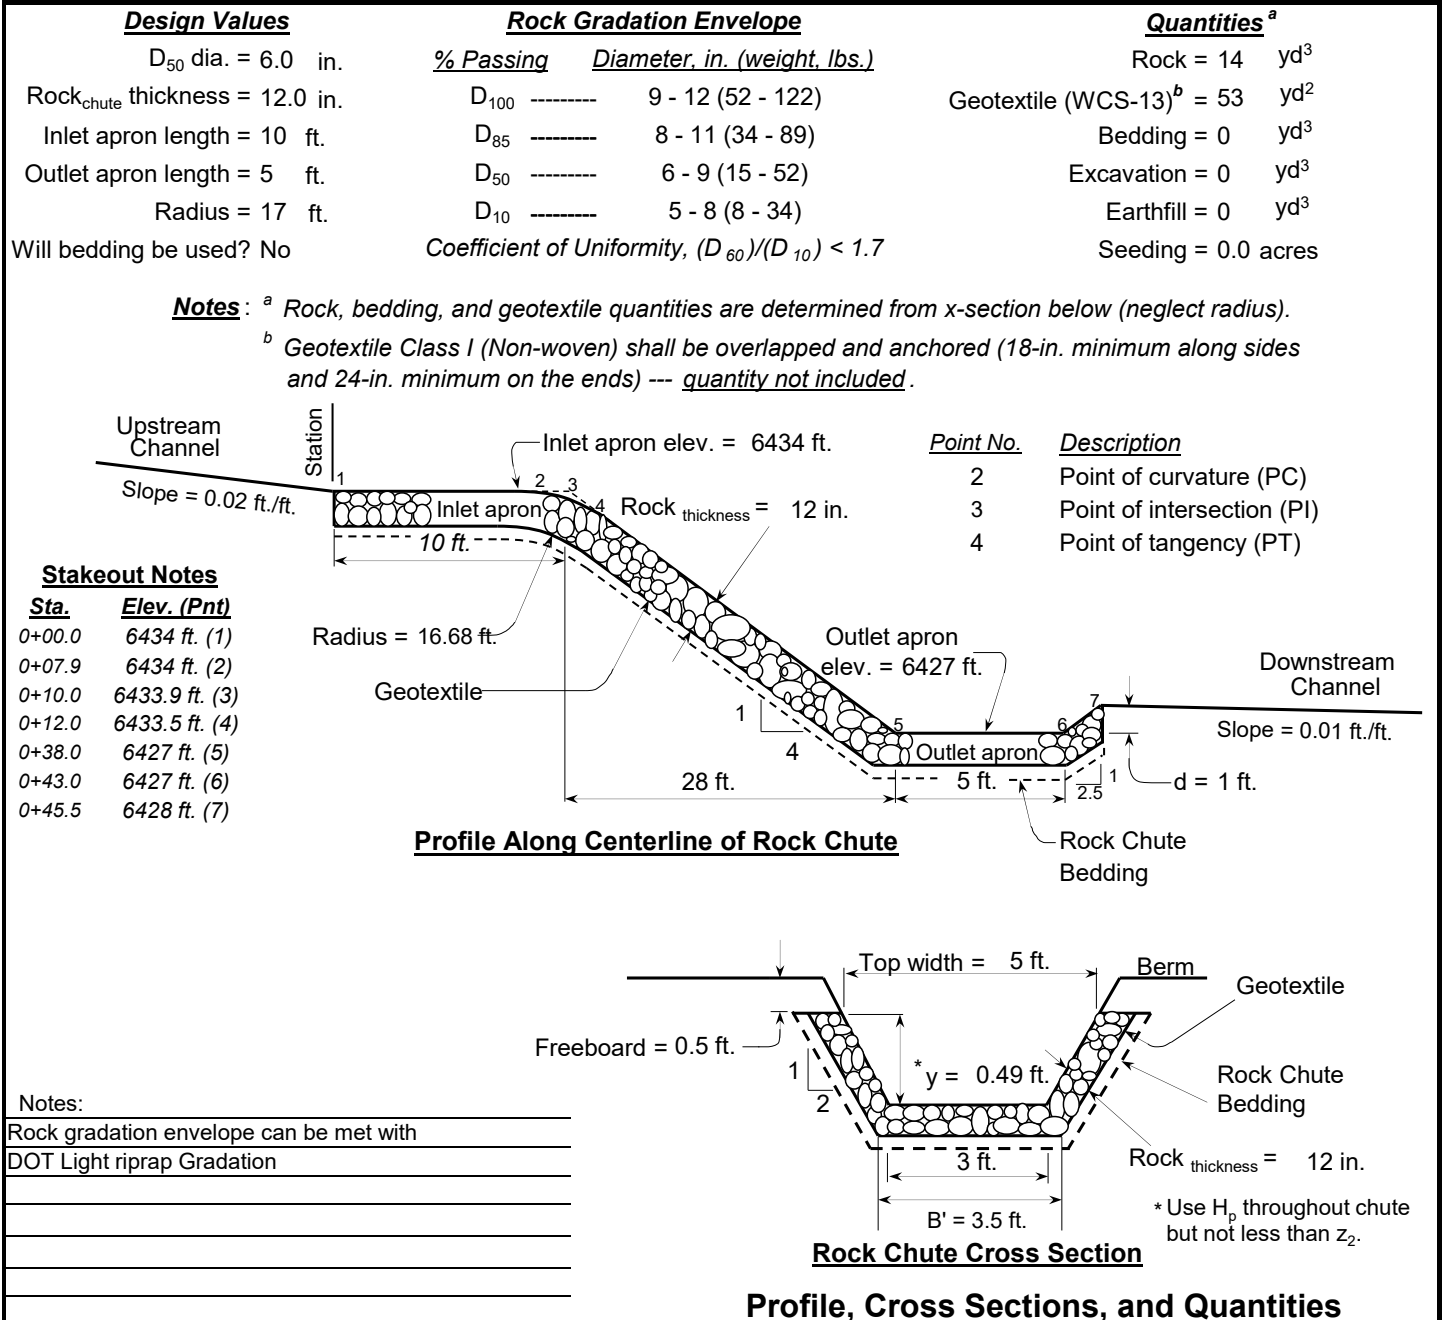 Design Values
D50 dia. = 6.0 in.
Rockchute thickness = 12.0 in.
Inlet apron length = 10 ft.
Outlet apron length = 5 ft.
Radius = 17 ft.
Will bedding be used? No
Rock Gradation Envelope
% Passing Diameter, in. (weight, lbs.)
D100 --------- 9 - 12 (52 - 122)
D85 --------- 8 - 11 (34 - 89)
D50 --------- 6 - 9 (15 - 52)
D10 --------- 5 - 8 (8 - 34)
Coefficient of Uniformity, (D 60)/(D 10) < 1.7
Quantities a
Rock = 14 yd3
Geotextile (WCS-13)b = 53 yd2
Bedding = 0 yd3
Excavation = 0 yd3
Earthfill = 0 yd3
Seeding = 0.0 acres
Notes: a Rock, bedding, and geotextile quantities are determined from x-section below (neglect radius).
b Geotextile Class I (Non-woven) shall be overlapped and anchored (18-in. minimum along sides
and 24-in. minimum on the ends) --- quantity not included.
Upstream
Channel
Station
Slope = 0.02 ft./ft.
1
Inlet apron elev. = 6434 ft.
2
3
4
Inlet apron
10 ft.
Rock thickness = 12 in.
Point No. Description
2 Point of curvature (PC)
3 Point of intersection (PI)
4 Point of tangency (PT)
Stakeout Notes
Sta. Elev. (Pnt)
0+00.0 6434 ft. (1)
0+07.9 6434 ft. (2)
0+10.0 6433.9 ft. (3)
0+12.0 6433.5 ft. (4)
0+38.0 6427 ft. (5)
0+43.0 6427 ft. (6)
0+45.5 6428 ft. (7)
Radius = 16.68 ft.
Geotextile
Outlet apron
elev. = 6427 ft.
1
4
5
6
7
Outlet apron
28 ft.
5 ft.
2.5
1
Downstream
Channel
Slope = 0.01 ft./ft.
d = 1 ft.
Rock Chute
Bedding
Profile Along Centerline of Rock Chute
Top width = 5 ft.
Berm
Geotextile
Freeboard = 0.5 ft.
1
2
* y = 0.49 ft.
Rock Chute
Bedding
3 ft.
Rock thickness = 12 in.
B' = 3.5 ft.
* Use Hp throughout chute
but not less than z2.
Rock Chute Cross Section
Notes:
Rock gradation envelope can be met with
DOT Light riprap Gradation
Profile, Cross Sections, and Quantities